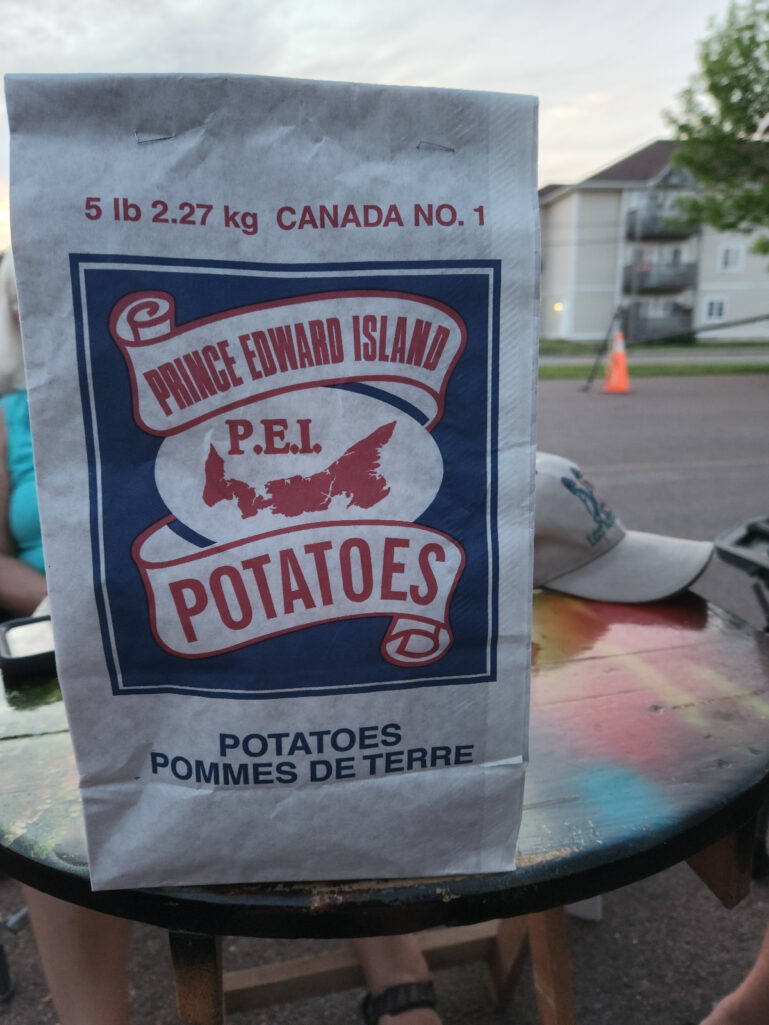 5 lb 2.27 kg CANADA NO. 1
PRINCE EDWARD ISLAND
P.E.I.
POTATOES
POTATOES
POMMES DE TERRE